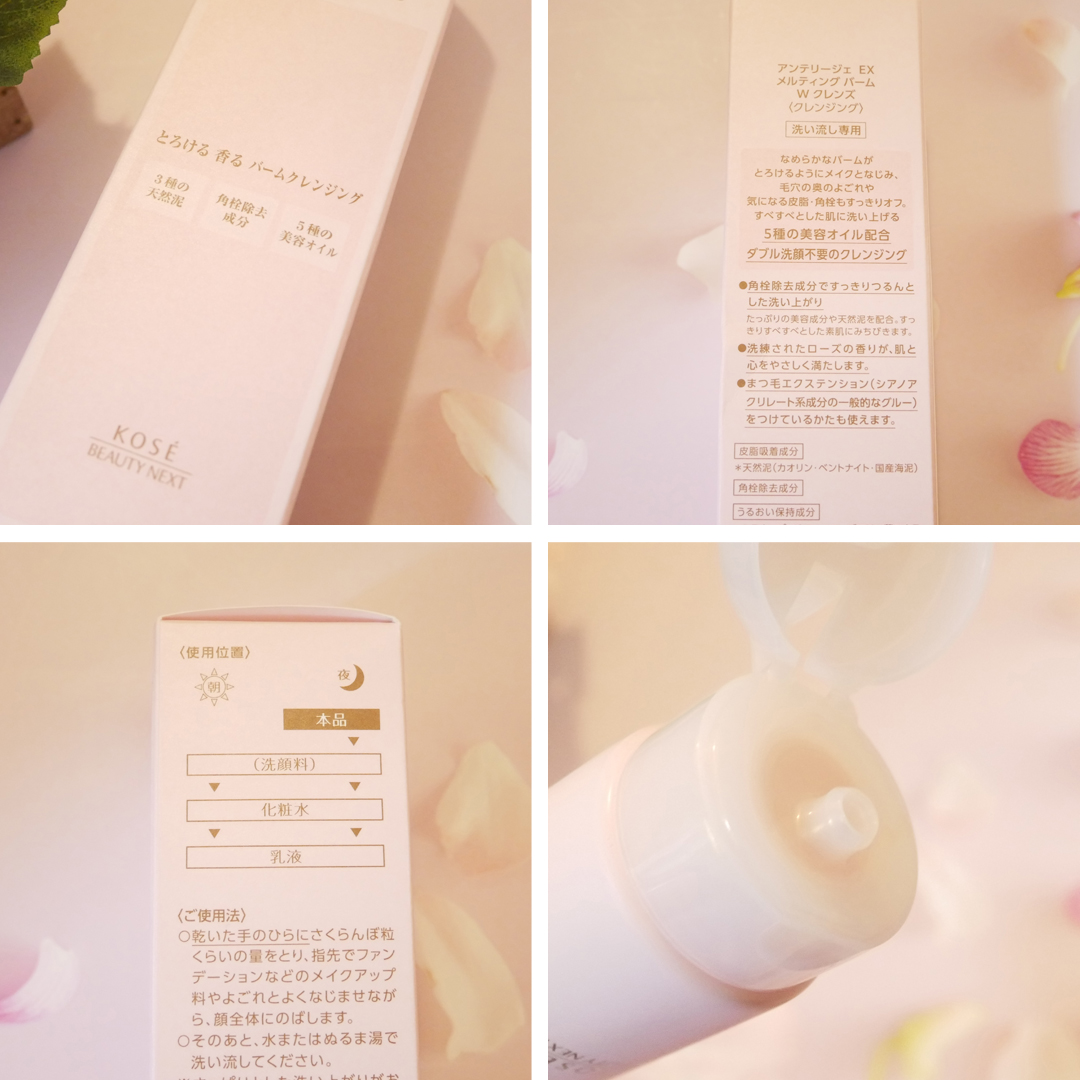 とろける 香る バームクレンジング
3種の
天然泥
角栓除去
成分
5種の
美容オイル
KOSÉ
BEAUTY NEXT
アンテリージェ EX
メルティング バーム
W クレンズ
〈クレンジング〉
洗い流し専用
なめらかなバームが
とろけるようにメイクとなじみ、
毛穴の奥のよごれや
気になる皮脂・角栓もすっきりオフ。
すべすべとした肌に洗い上げる
5種の美容オイル配合
ダブル洗顔不要のクレンジング
●角栓除去成分ですっきりつるんと
した洗い上がり
たっぷりの美容成分や天然泥を配合。すっ
きりすべすべとした素肌にみちびきます。
●洗練されたローズの香りが、肌と
心をやさしく満たします。
●まつ毛エクステンション(シアノア
クリレート系成分の一般的なグルー)
をつけているかたも使えます。
皮脂吸着成分
＊天然泥(カオリン・ベントナイト・国産海泥)
角栓除去成分
うるおい保持成分
〈使用位置〉
朝
夜
本品
(洗顔料)
化粧水
乳液
〈ご使用法〉
○乾いた手のひらにさくらんぼ粒
くらいの量をとり、指先でファン
デーションなどのメイクアップ
料やよごれとよくなじませなが
ら、顔全体にのばします。
○そのあと、水またはぬるま湯で
洗い流してください。